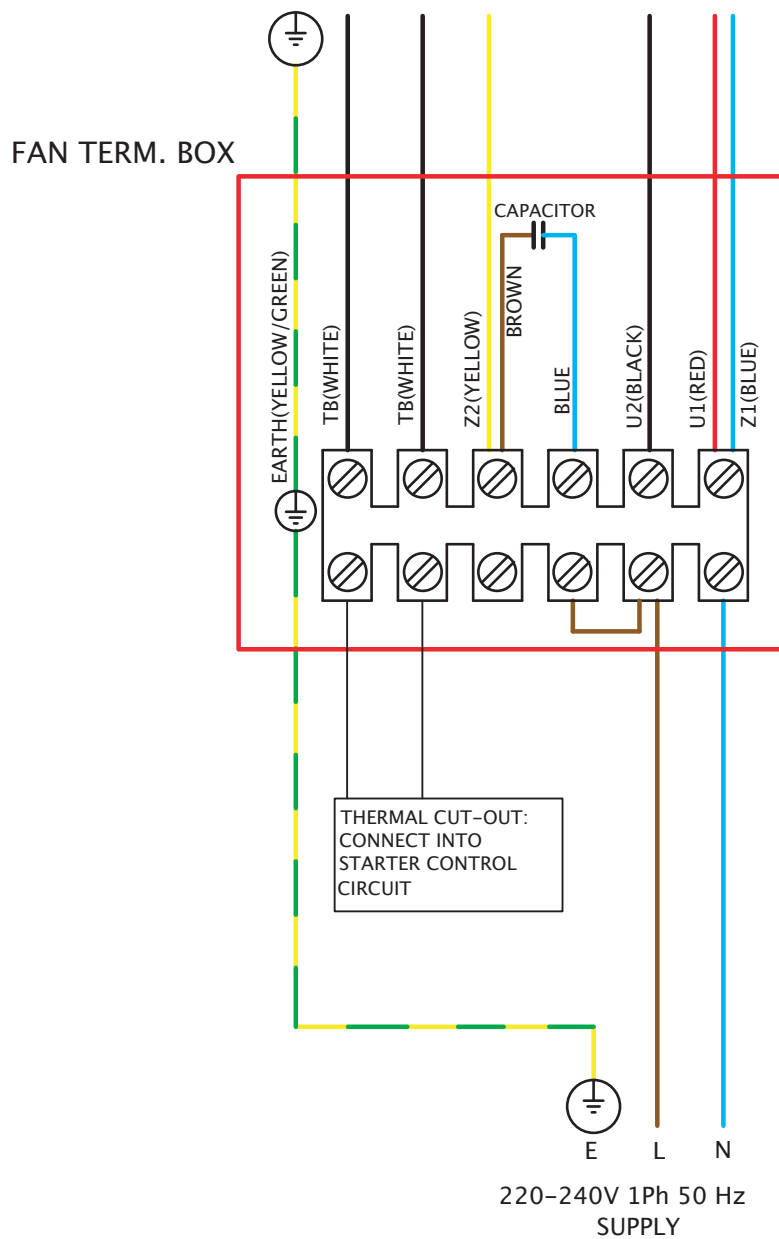 FAN TERM. BOX
CAPACITOR
EARTH(YELLOW/GREEN)
TB(WHITE)
TB(WHITE)
Z2(YELLOW)
BROWN
BLUE
U2(BLACK)
U1(RED)
Z1(BLUE)
THERMAL CUT-OUT:
CONNECT INTO
STARTER CONTROL
CIRCUIT
E L N
220-240V 1Ph 50 Hz
SUPPLY